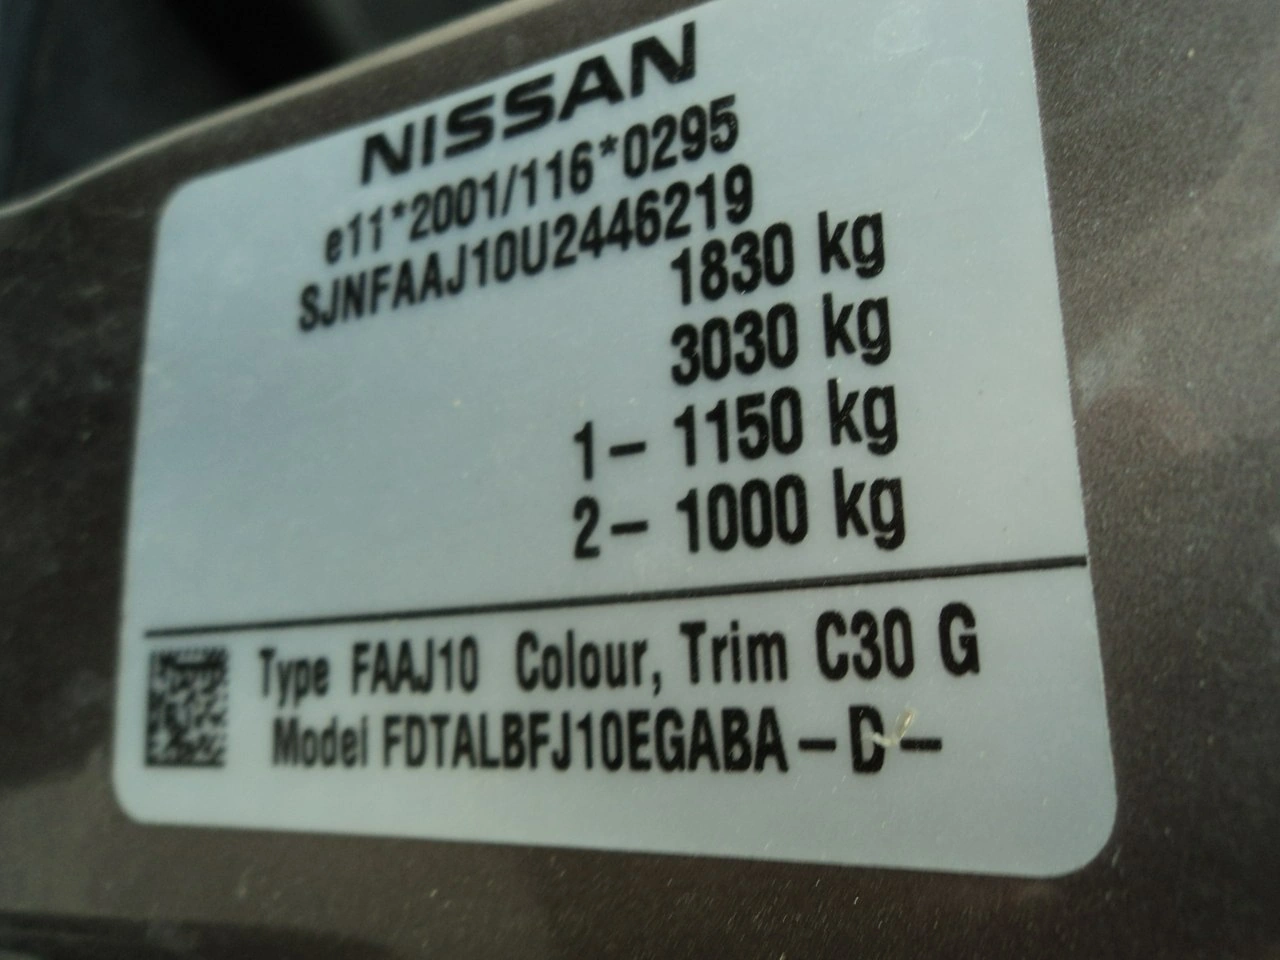 NISSAN
e11*2001/116*0295
SJNFAAJ10U2446219
1830 kg
3030 kg
1- 1150 kg
2- 1000 kg
Type FAAJ10 Colour, Trim C30 G
Model FDTALBFJ10EGABA-D-